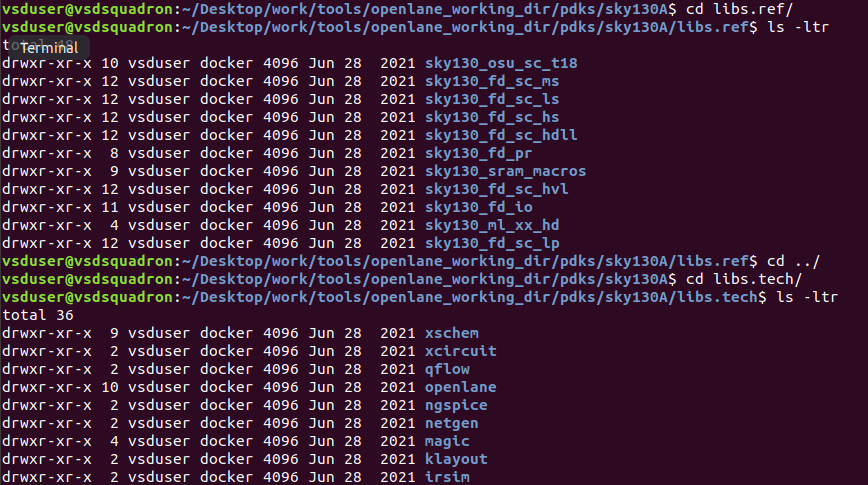 vsduser@vsdsquadron:~/Desktop/work/tools/openlane_working_dir/pdks/sky130A$ cd libs.ref/
vsduser@vsdsquadron:~/Desktop/work/tools/openlane_working_dir/pdks/sky130A/libs.ref$ ls -ltr
Terminal
drwxr-xr-x 10 vsduser docker 4096 Jun 28  2021 sky130_osu_sc_t18
drwxr-xr-x 12 vsduser docker 4096 Jun 28  2021 sky130_fd_sc_ms
drwxr-xr-x 12 vsduser docker 4096 Jun 28  2021 sky130_fd_sc_ls
drwxr-xr-x 12 vsduser docker 4096 Jun 28  2021 sky130_fd_sc_hs
drwxr-xr-x 12 vsduser docker 4096 Jun 28  2021 sky130_fd_sc_hdll
drwxr-xr-x  8 vsduser docker 4096 Jun 28  2021 sky130_fd_pr
drwxr-xr-x  9 vsduser docker 4096 Jun 28  2021 sky130_sram_macros
drwxr-xr-x 12 vsduser docker 4096 Jun 28  2021 sky130_fd_sc_hvl
drwxr-xr-x 11 vsduser docker 4096 Jun 28  2021 sky130_fd_io
drwxr-xr-x  4 vsduser docker 4096 Jun 28  2021 sky130_ml_xx_hd
drwxr-xr-x 12 vsduser docker 4096 Jun 28  2021 sky130_fd_sc_lp
vsduser@vsdsquadron:~/Desktop/work/tools/openlane_working_dir/pdks/sky130A/libs.ref$ cd ../
vsduser@vsdsquadron:~/Desktop/work/tools/openlane_working_dir/pdks/sky130A$ cd libs.tech/
vsduser@vsdsquadron:~/Desktop/work/tools/openlane_working_dir/pdks/sky130A/libs.tech$ ls -ltr
total 36
drwxr-xr-x  9 vsduser docker 4096 Jun 28  2021 xschem
drwxr-xr-x  2 vsduser docker 4096 Jun 28  2021 xcircuit
drwxr-xr-x  2 vsduser docker 4096 Jun 28  2021 qflow
drwxr-xr-x 10 vsduser docker 4096 Jun 28  2021 openlane
drwxr-xr-x  2 vsduser docker 4096 Jun 28  2021 ngspice
drwxr-xr-x  2 vsduser docker 4096 Jun 28  2021 netgen
drwxr-xr-x  4 vsduser docker 4096 Jun 28  2021 magic
drwxr-xr-x  2 vsduser docker 4096 Jun 28  2021 klayout
drwxr-xr-x  2 vsduser docker 4096 Jun 28  2021 irsim